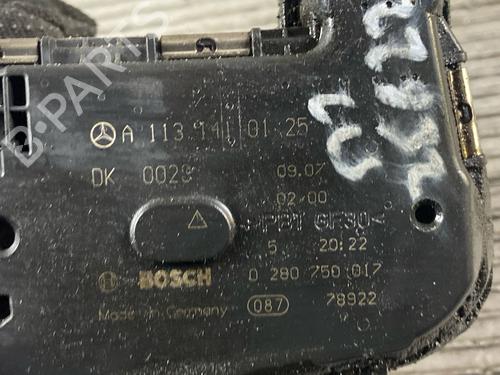 A 113 141 01 25
DK 0028 09.07
02-00
>PBT GF30<
5 20:22
BOSCH 0 280 750 017
Made in Germany 087 78922
B-PARTS